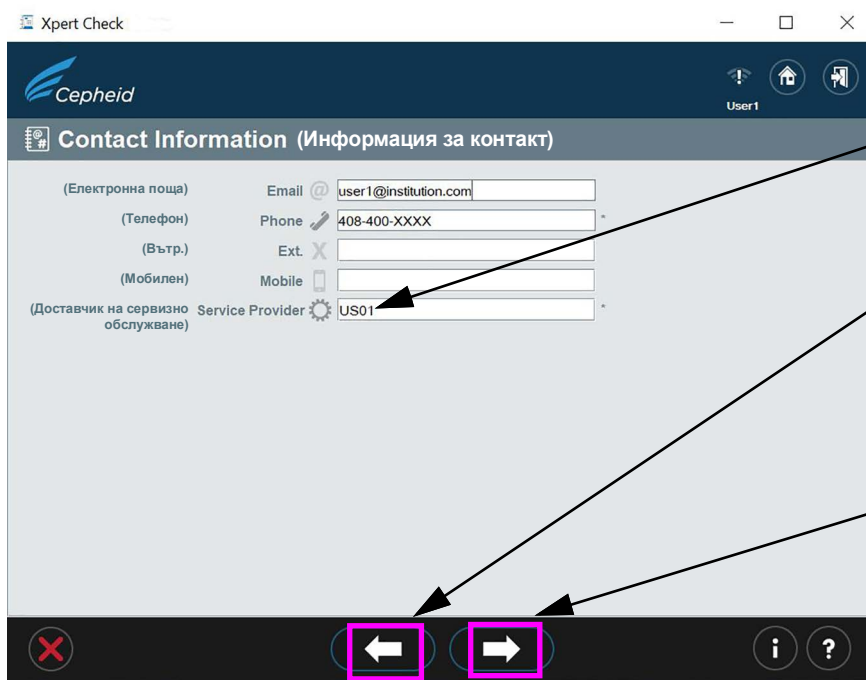 Xpert Check
Cepheid
User1
Contact Information (Информация за контакт)
(Електронна поща) Email @ user1@institution.com
(Телефон) Phone 408-400-XXXX *
(Вътр.) Ext. X
(Мобилен) Mobile
(Доставчик на сервизно Service Provider US01 *
обслужване)
i ?